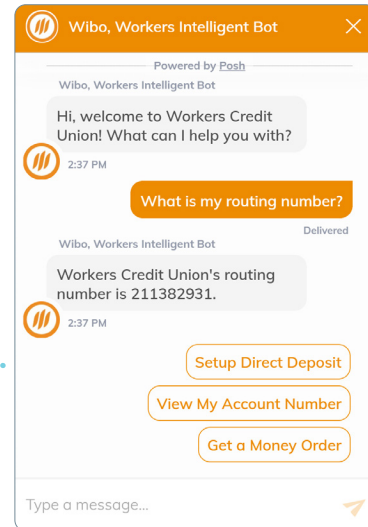 Wibo, Workers Intelligent Bot
Powered by Posh
Wibo, Workers Intelligent Bot
Hi, welcome to Workers Credit
Union! What can I help you with?
2:37 PM
What is my routing number?
Delivered
Wibo, Workers Intelligent Bot
Workers Credit Union's routing
number is 211382931.
2:37 PM
Setup Direct Deposit
View My Account Number
Get a Money Order
Type a message...